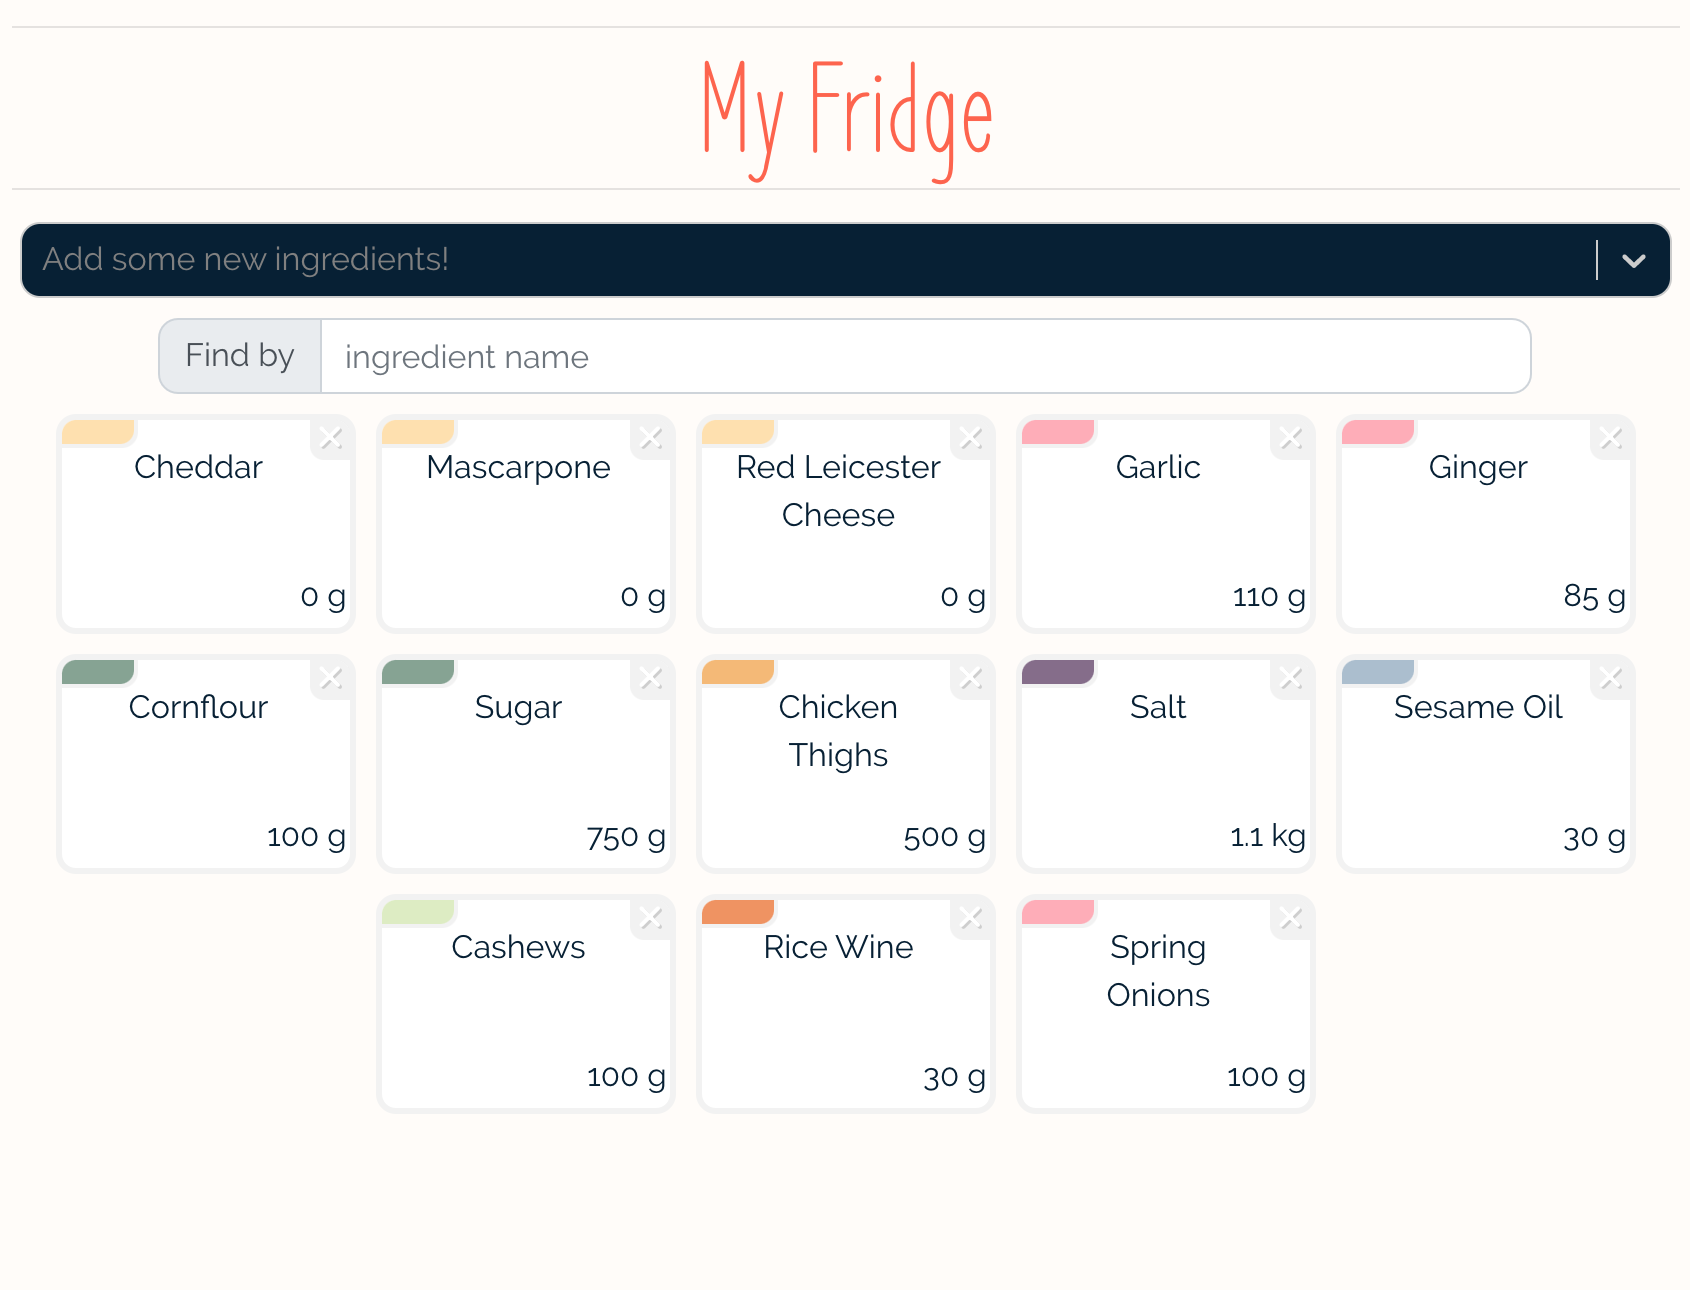 My Fridge
Add some new ingredients!
Find by
ingredient name
Cheddar
0 g
Mascarpone
0 g
Red Leicester
Cheese
0 g
Garlic
110 g
Ginger
85 g
Cornflour
100 g
Sugar
750 g
Chicken
Thighs
500 g
Salt
1.1 kg
Sesame Oil
30 g
Cashews
100 g
Rice Wine
30 g
Spring
Onions
100 g